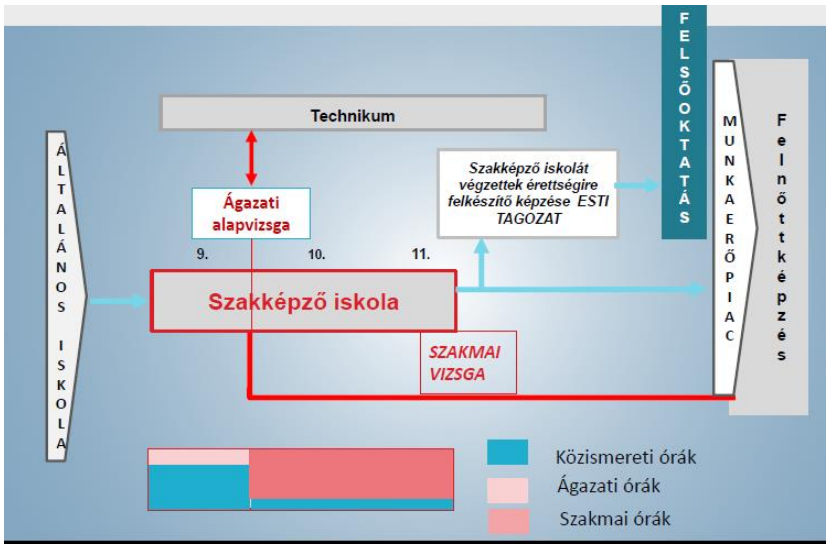 FELSŐOKTATÁS
Technikum
ÁLTALÁNOS ISKOLA
MUNKAERŐPIAC
Felnőttképzés
Szakképző iskolát
végzettek érettségire
felkészítő képzése ESTI
TAGOZAT
Ágazati
alapvizsga
9. 10. 11.
Szakképző iskola
SZAKMAI
VIZSGA
Közismereti órák
Ágazati órák
Szakmai órák